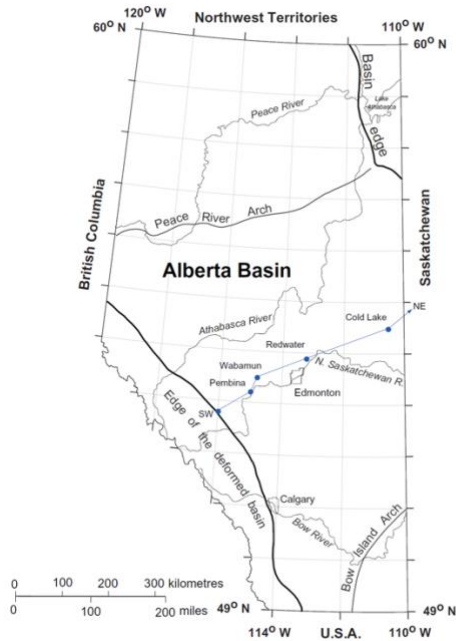 120° W
Northwest Territories
110° N
60° N
60° N
Basin
edge
Lake
Athabasca
Peace River
Peace River Arch
British Columbia
Saskatchewan
Alberta Basin
NE
Cold Lake
Athabasca River
Redwater
Wabamun
N. Saskatchewan R.
Pembina
Edmonton
SW
Edge of the deformed basin
Calgary
Bow River
Bow Island Arch
0 100 200 300 kilometres
0 100 200 miles
49° N
49° N
114° W
U.S.A.
110° W